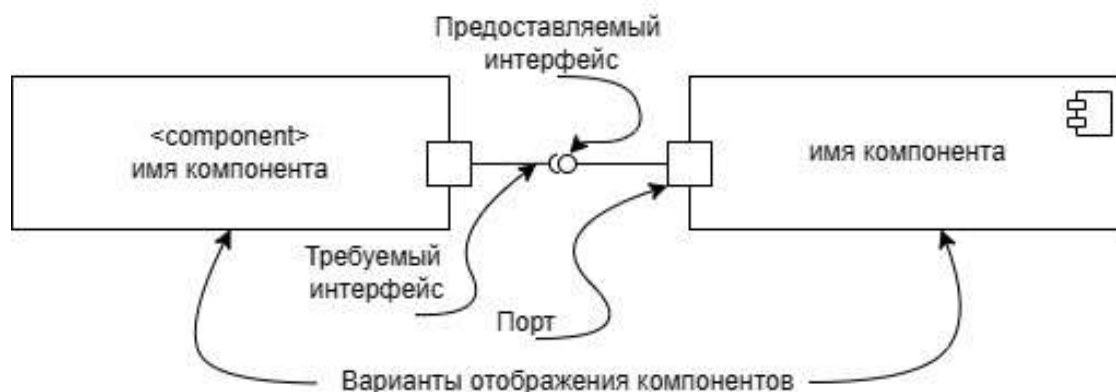 Предоставляемый
интерфейс
<component>
имя компонента
имя компонента
Требуемый
интерфейс
Порт
Варианты отображения компонентов